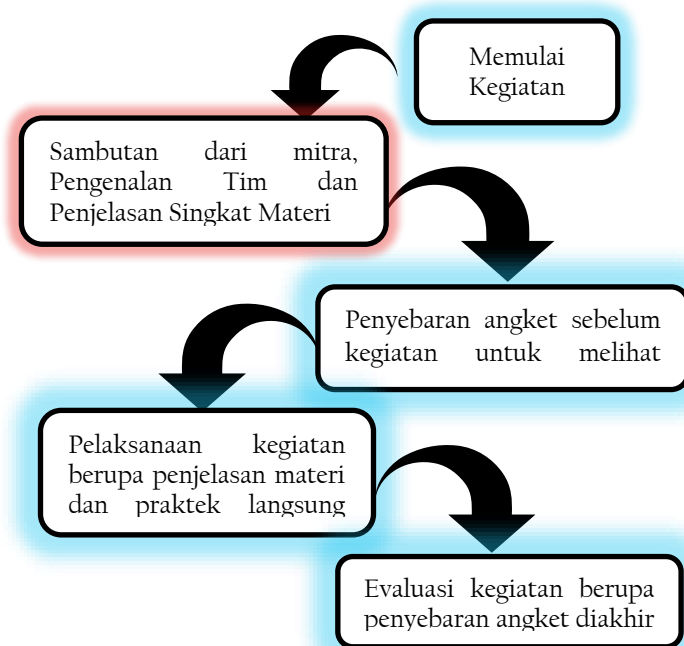 Memulai
Kegiatan
Sambutan dari mitra,
Pengenalan Tim dan
Penjelasan Singkat Materi
Penyebaran angket sebelum
kegiatan untuk melihat
Pelaksanaan kegiatan
berupa penjelasan materi
dan praktek langsung
Evaluasi kegiatan berupa
penyebaran angket diakhir